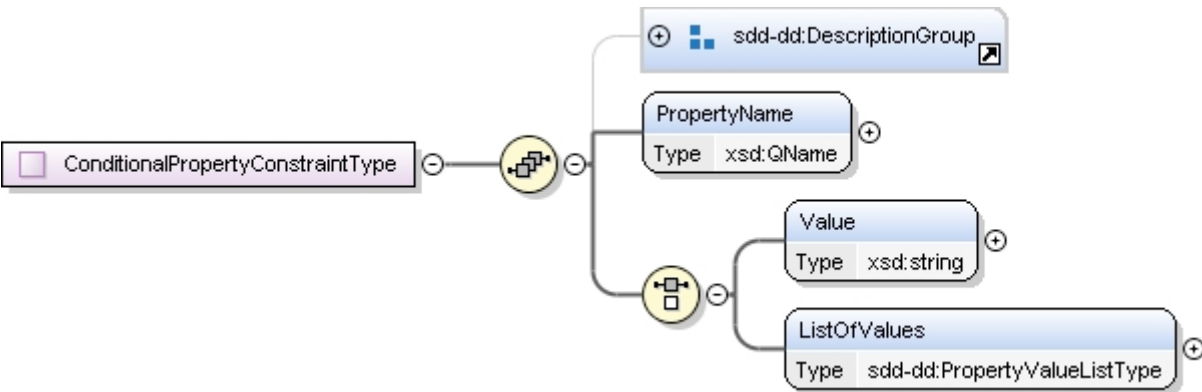 sdd-dd:DescriptionGroup
PropertyName
Type xsd:QName
ConditionalPropertyConstraintType
Value
Type xsd:string
ListOfValues
Type sdd-dd:PropertyValueListType